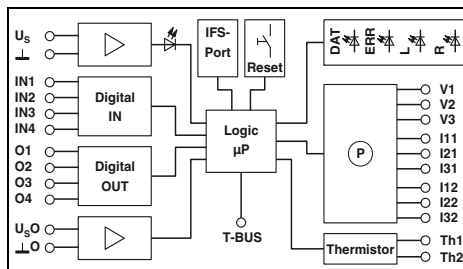 US
⊥
IN1
IN2
IN3
IN4
Digital
IN
O1
O2
O3
O4
Digital
OUT
USO
⊥O
IFS-
Port
Reset
Logic
µP
T-BUS
DAT
ERR
L
R
P
V1
V2
V3
I11
I21
I31
I12
I22
I32
Thermistor
Th1
Th2